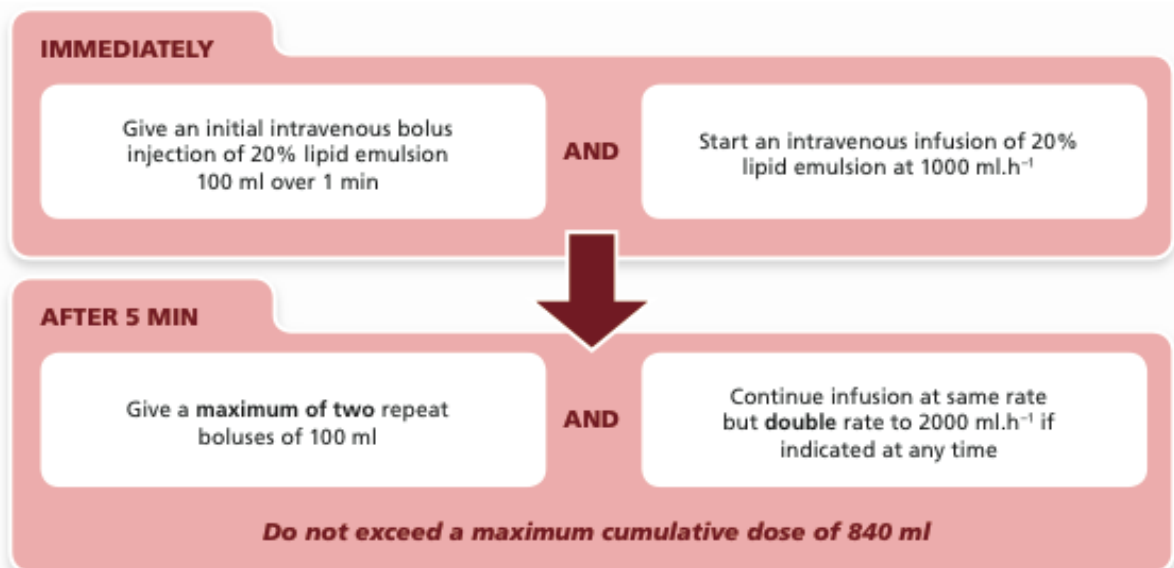 IMMEDIATELY
Give an initial intravenous bolus
injection of 20% lipid emulsion
100 ml over 1 min
AND
Start an intravenous infusion of 20%
lipid emulsion at 1000 ml.h⁻¹
AFTER 5 MIN
Give a maximum of two repeat
boluses of 100 ml
AND
Continue infusion at same rate
but double rate to 2000 ml.h⁻¹ if
indicated at any time
Do not exceed a maximum cumulative dose of 840 ml